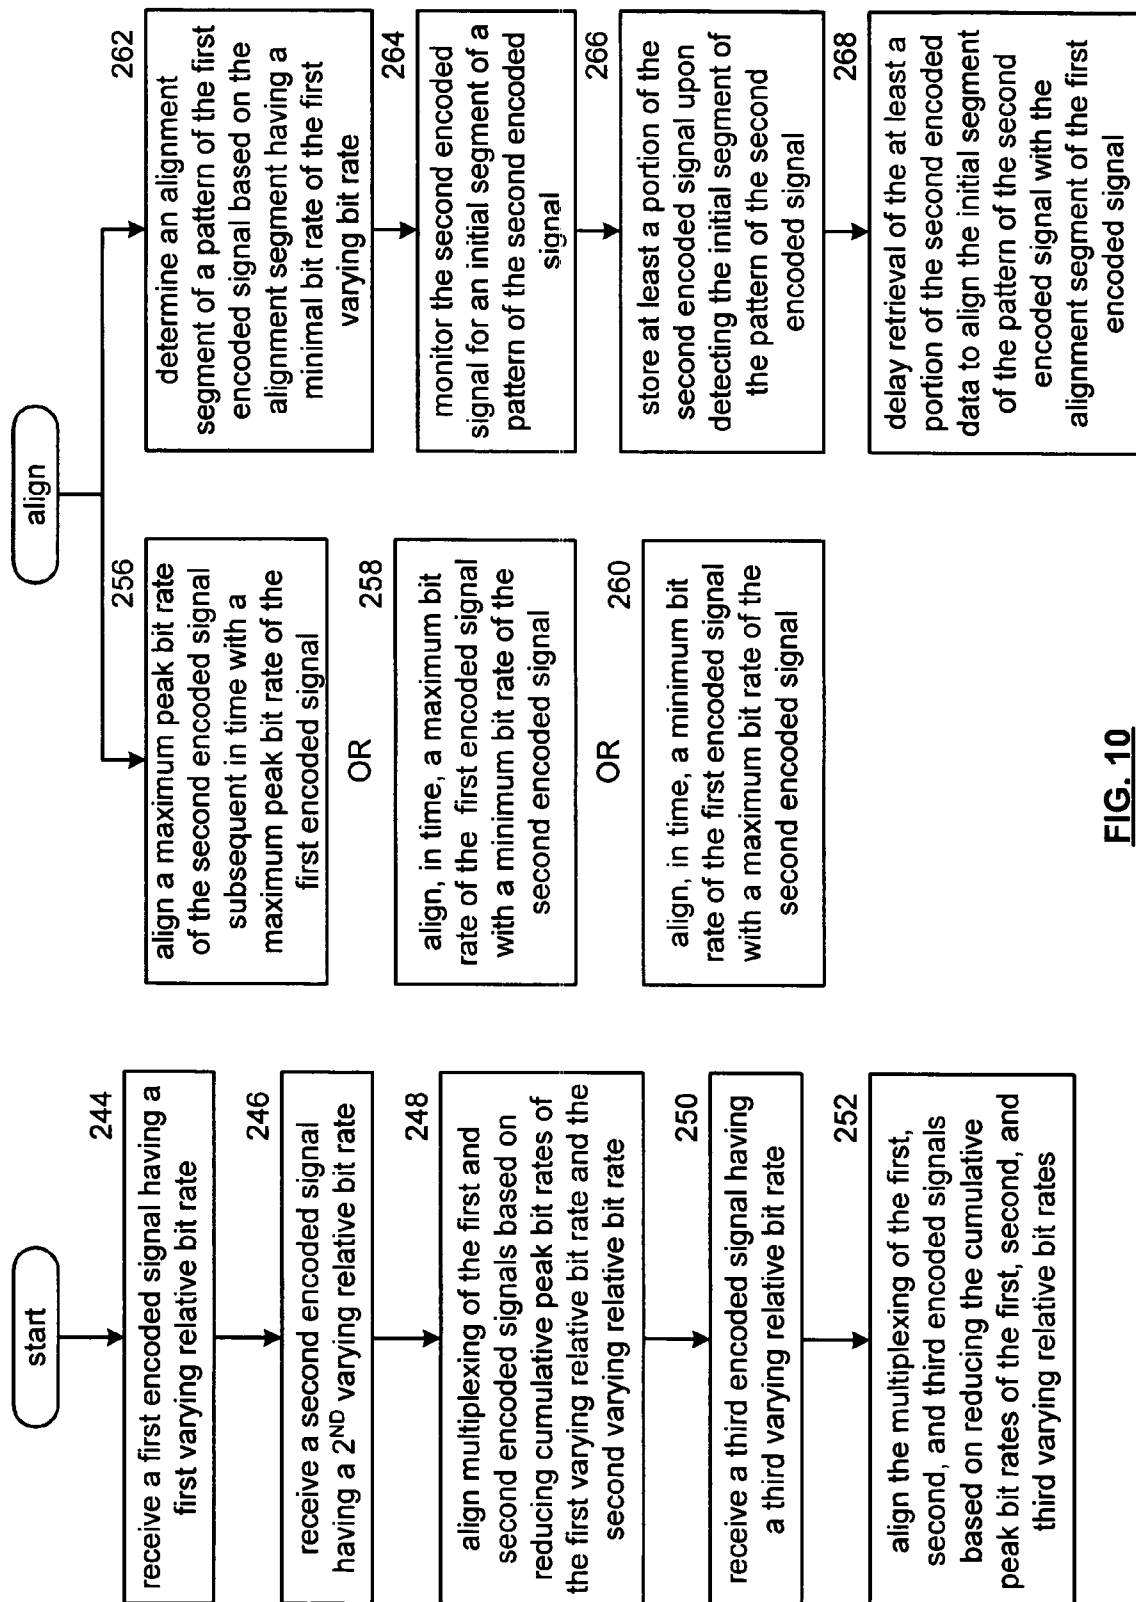 start
244
receive a first encoded signal having a
first varying relative bit rate
246
receive a second encoded signal
having a 2ND varying relative bit rate
248
align multiplexing of the first and
second encoded signals based on
reducing cumulative peak bit rates of
the first varying relative bit rate and the
second varying relative bit rate
250
receive a third encoded signal having
a third varying relative bit rate
252
align the multiplexing of the first,
second, and third encoded signals
based on reducing the cumulative
peak bit rates of the first, second, and
third varying relative bit rates
align
256
align a maximum peak bit rate
of the second encoded signal
subsequent in time with a
maximum peak bit rate of the
first encoded signal
OR
258
align, in time, a maximum bit
rate of the first encoded signal
with a minimum bit rate of the
second encoded signal
OR
260
align, in time, a minimum bit
rate of the first encoded signal
with a maximum bit rate of the
second encoded signal
262
determine an alignment
segment of a pattern of the first
encoded signal based on the
alignment segment having a
minimal bit rate of the first
varying bit rate
264
monitor the second encoded
signal for an initial segment of a
pattern of the second encoded
signal
266
store at least a portion of the
second encoded signal upon
detecting the initial segment of
the pattern of the second
encoded signal
268
delay retrieval of the at least a
portion of the second encoded
data to align the initial segment
of the pattern of the second
encoded signal with the
alignment segment of the first
encoded signal
FIG. 10